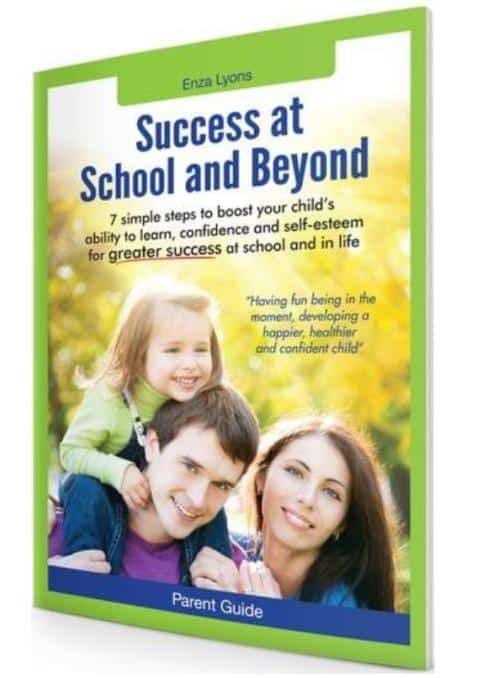 Enza Lyons
Success at
School and Beyond
7 simple steps to boost your child's
ability to learn, confidence and self-esteem
for greater success at school and in life
"Having fun being in the
moment, developing a
happier, healthier
and confident child"
Parent Guide